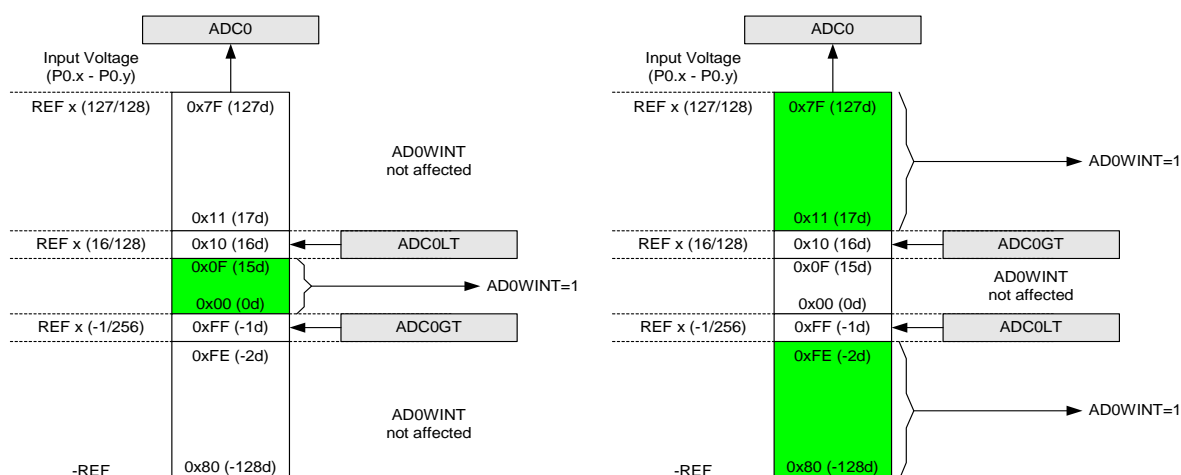 ADC0
Input Voltage
(P0.x - P0.y)
REF x (127/128)
0x7F (127d)
AD0WINT
not affected
0x11 (17d)
REF x (16/128)
0x10 (16d)
ADC0LT
0x0F (15d)
AD0WINT=1
0x00 (0d)
REF x (-1/256)
0xFF (-1d)
ADC0GT
0xFE (-2d)
AD0WINT
not affected
-REF
0x80 (-128d)
ADC0
Input Voltage
(P0.x - P0.y)
REF x (127/128)
0x7F (127d)
AD0WINT=1
0x11 (17d)
REF x (16/128)
0x10 (16d)
ADC0GT
0x0F (15d)
AD0WINT
not affected
0x00 (0d)
REF x (-1/256)
0xFF (-1d)
ADC0LT
0xFE (-2d)
AD0WINT=1
-REF
0x80 (-128d)